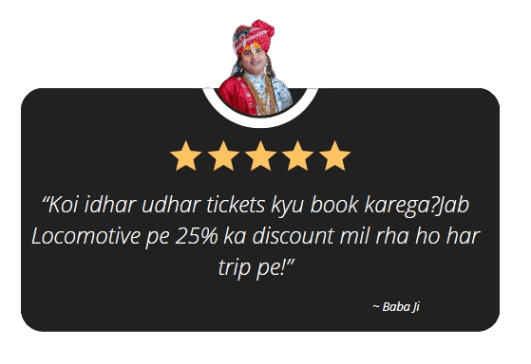 “Koi idhar udhar tickets kyu book karega?Jab
Locomotive pe 25% ka discount mil rha ho har
trip pe!”
~ Baba Ji